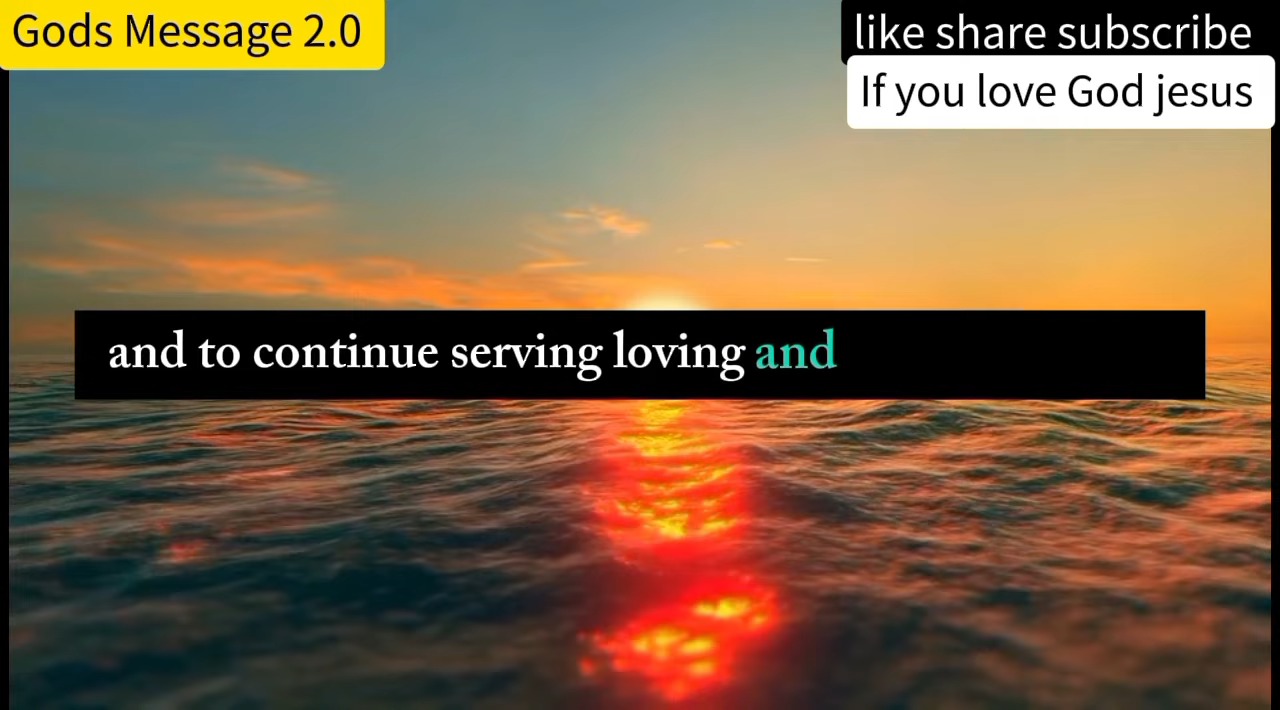 Gods Message 2.0
like share subscribe
If you love God jesus
and to continue serving loving and